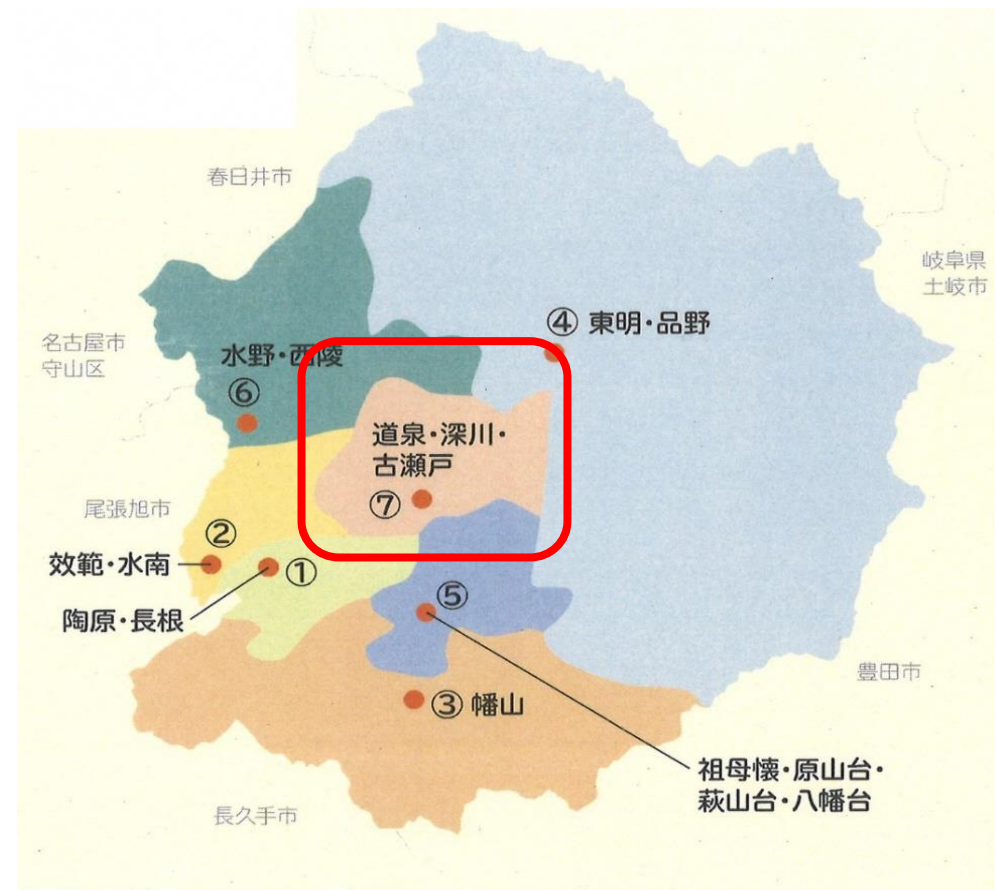 春日井市
岐阜県
土岐市
④ 東明・品野
名古屋市
守山区
水野・西陵
⑥
道泉・深川・
古瀬戸
⑦
尾張旭市
②
効範・水南
①
陶原・長根
⑤
豊田市
③ 幡山
祖母懐・原山台・
萩山台・八幡台
長久手市